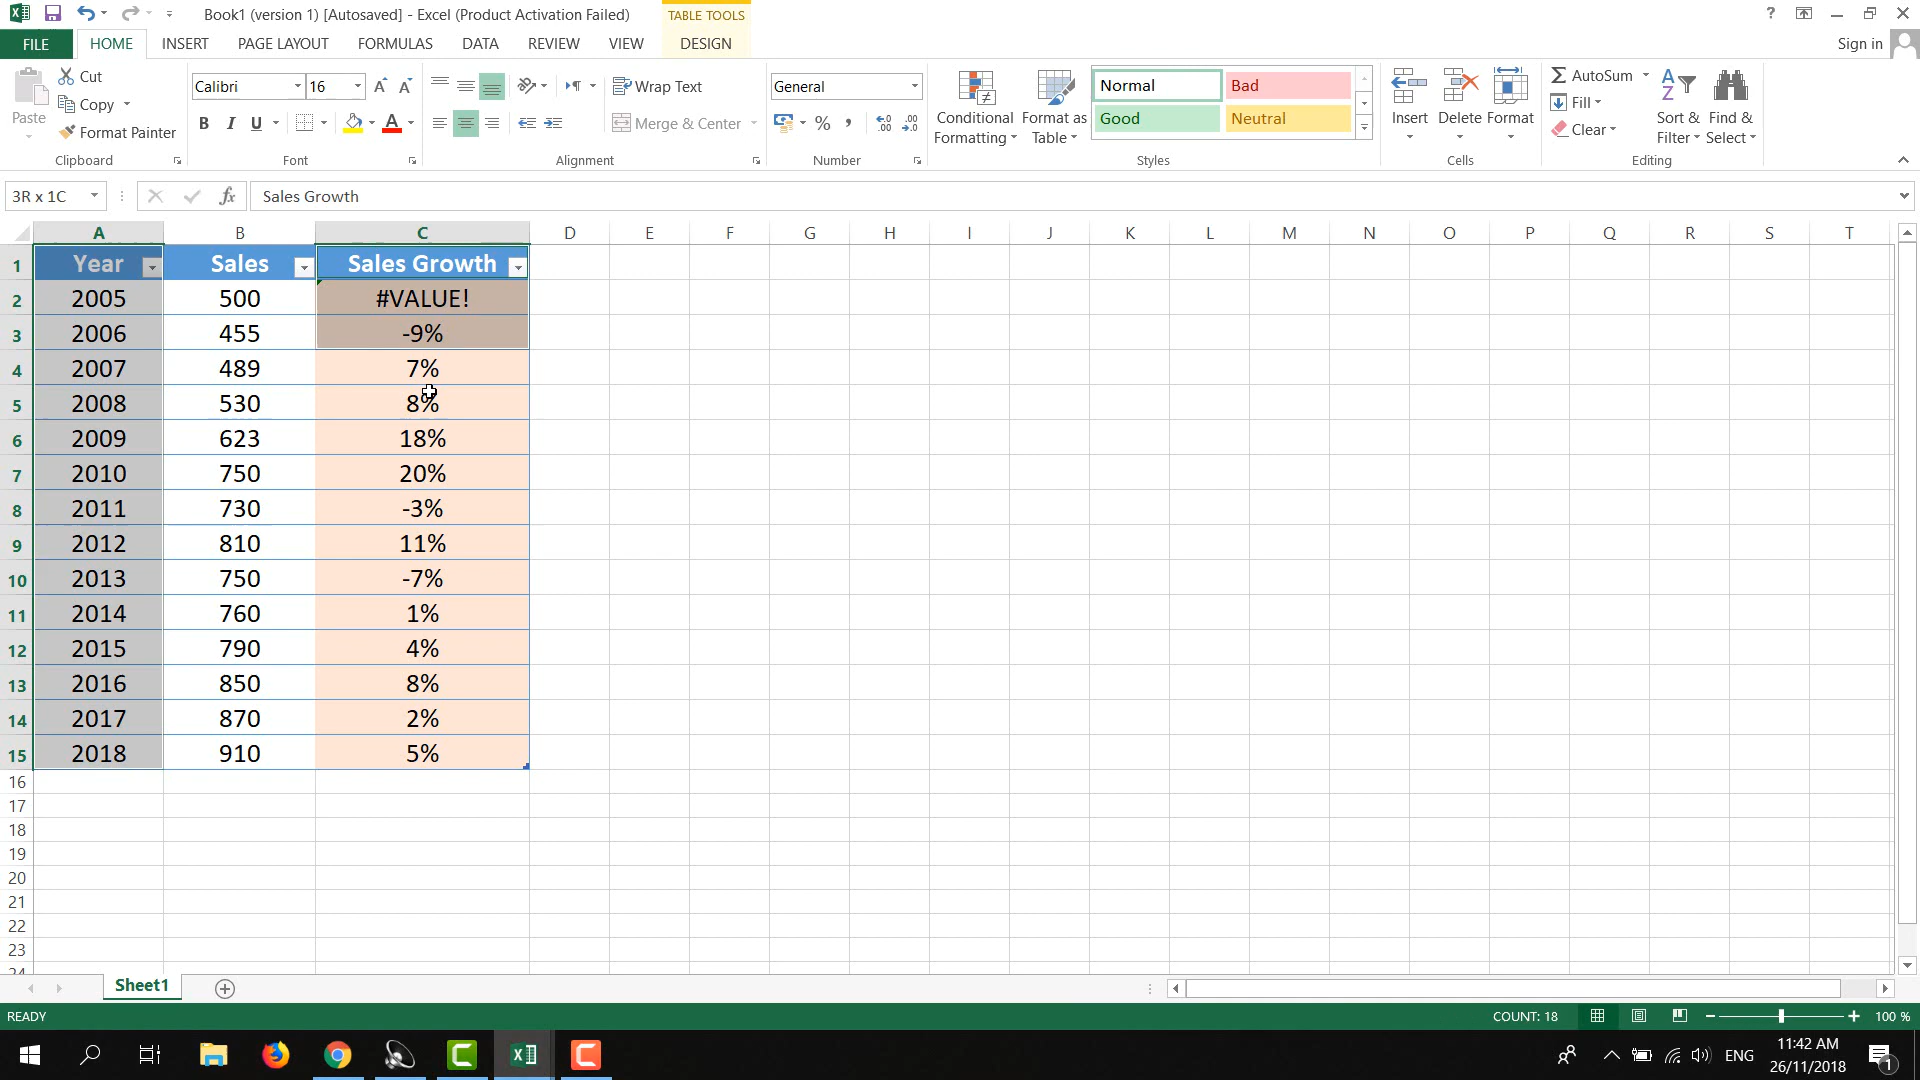 Book1 (version 1) [Autosaved] - Excel (Product Activation Failed)
TABLE TOOLS
?
FILE HOME INSERT PAGE LAYOUT FORMULAS DATA REVIEW VIEW DESIGN
Sign in
Paste
Cut
Copy
Format Painter
Clipboard
Calibri 16
B I U A
Font
Wrap Text
Merge & Center
Alignment
General
%
Number
Conditional Formatting
Format as Table
Normal Bad
Good Neutral
Styles
Insert Delete Format
Cells
AutoSum
Fill
Clear
Sort & Filter
Find & Select
Editing
3R x 1C fx Sales Growth
A B C D E F G H I J K L M N O P Q R S T
1 Year Sales Sales Growth
2 2005 500 #VALUE!
3 2006 455 -9%
4 2007 489 7%
5 2008 530 8%
6 2009 623 18%
7 2010 750 20%
8 2011 730 -3%
9 2012 810 11%
10 2013 750 -7%
11 2014 760 1%
12 2015 790 4%
13 2016 850 8%
14 2017 870 2%
15 2018 910 5%
16
17
18
19
20
21
22
23
24
Sheet1
READY COUNT: 18 100 %
ENG
11:42 AM
26/11/2018
1